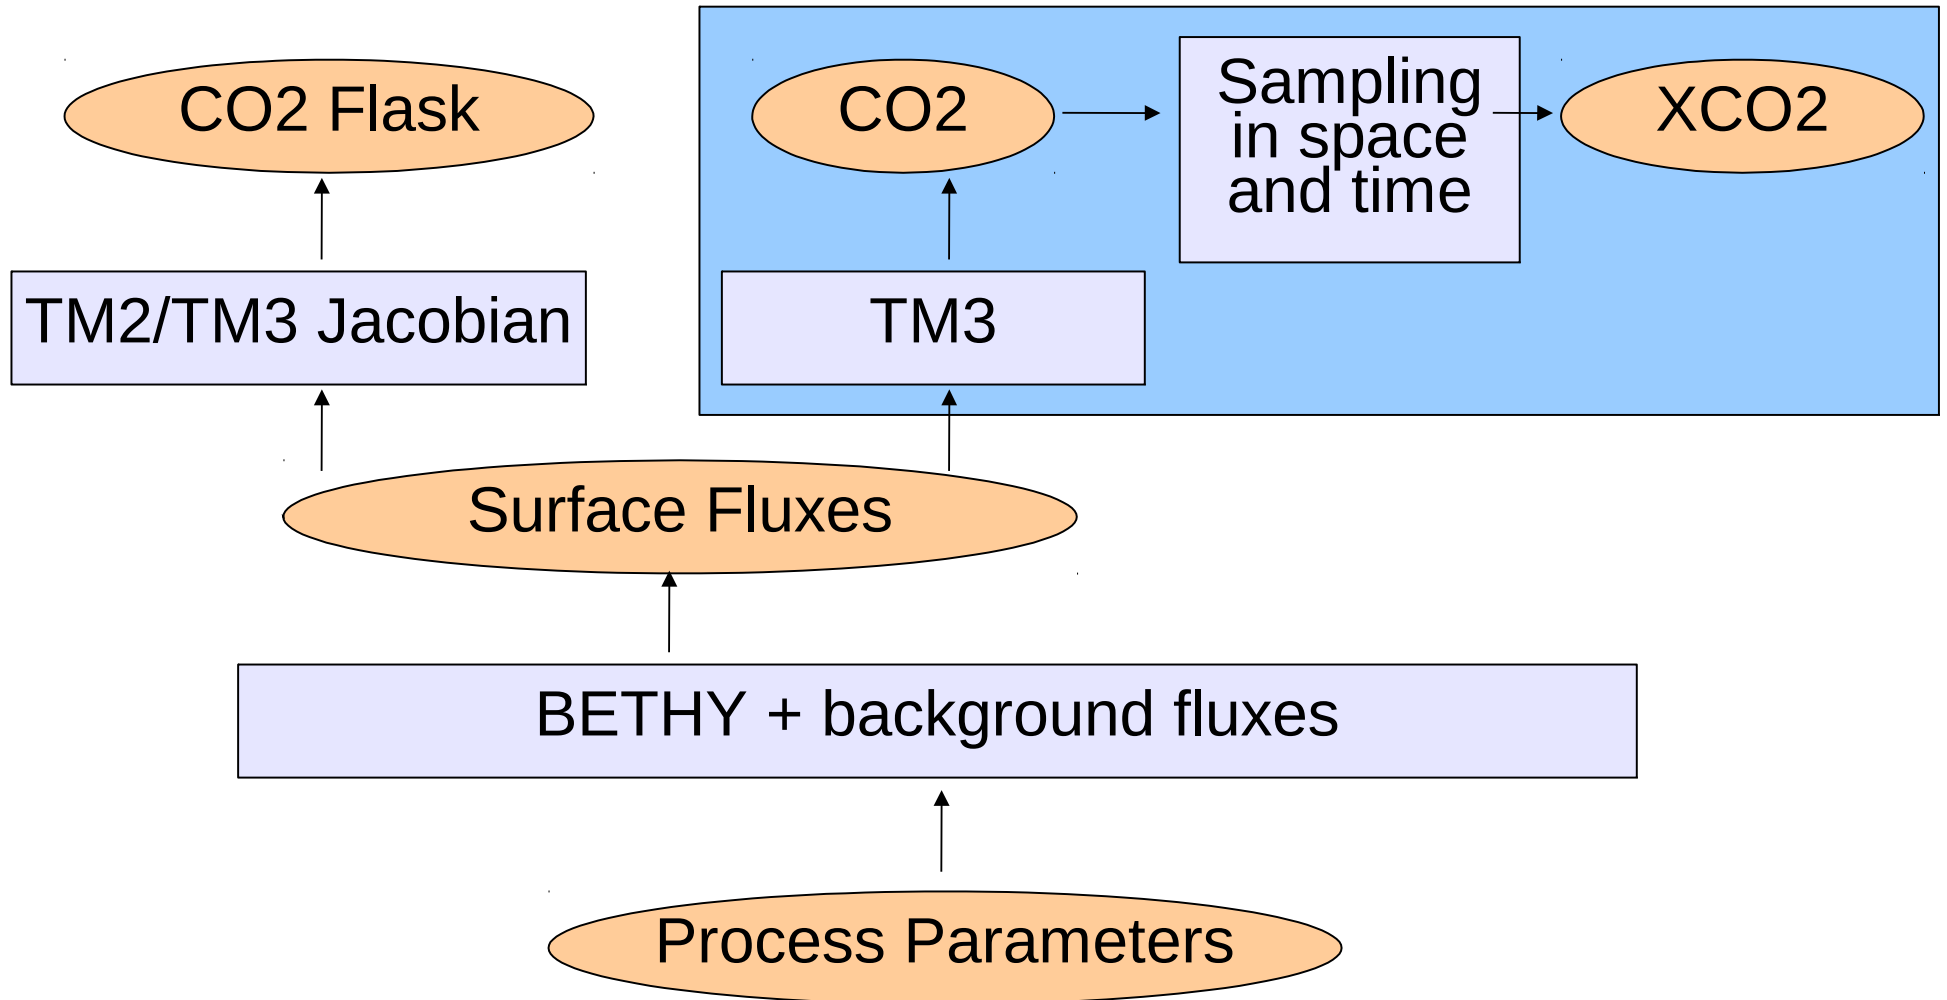 CO2 Flask
CO2
Sampling
in space
and time
XCO2
TM2/TM3 Jacobian
TM3
Surface Fluxes
BETHY + background fluxes
Process Parameters